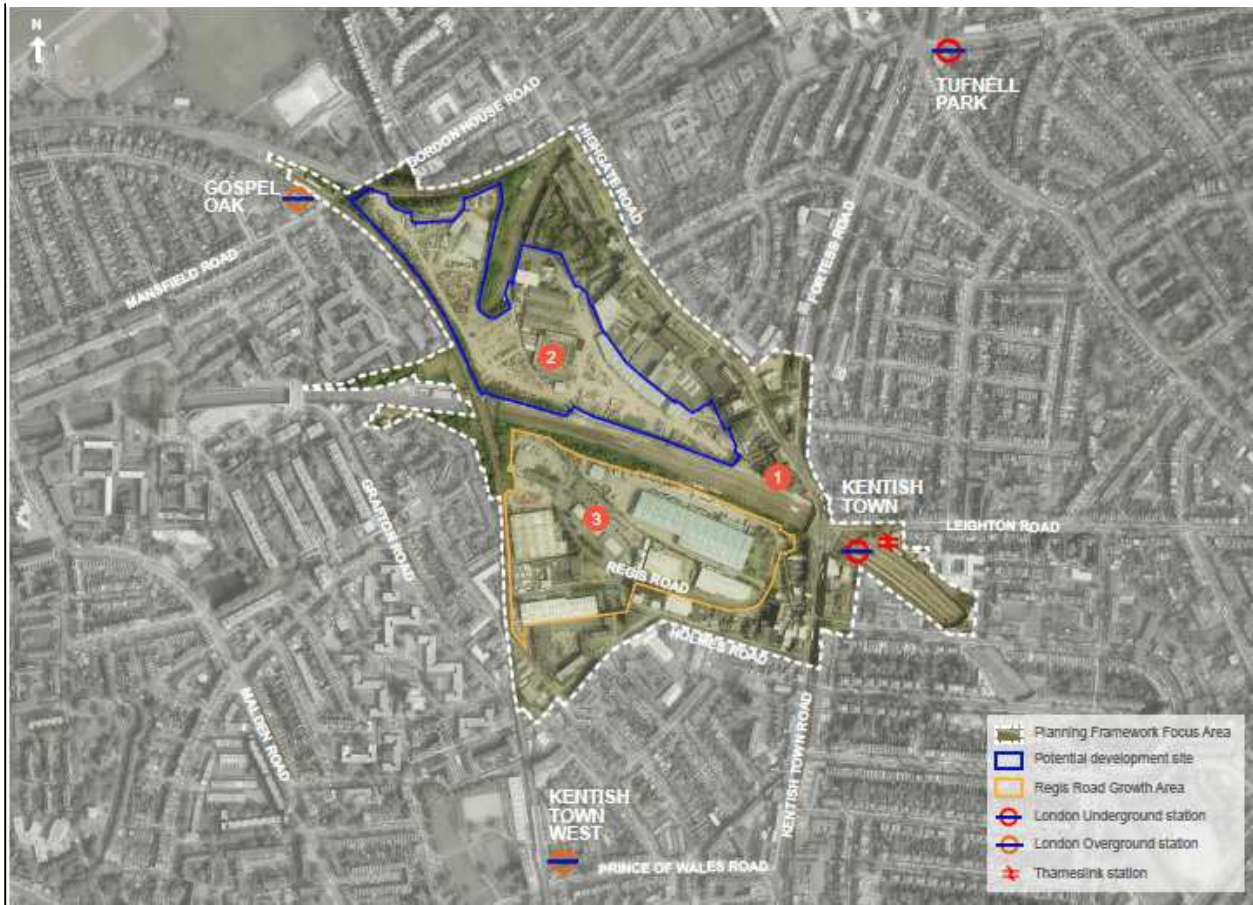 N
TUFNELL
PARK
GORDON HOUSE ROAD
HIGHGATE ROAD
GOSPEL
OAK
FORTESS ROAD
MANSFIELD ROAD
2
1
KENTISH
TOWN
GRAFTON ROAD
3
LEIGHTON ROAD
REGIS ROAD
HOLMES ROAD
MALDEN ROAD
KENTISH TOWN ROAD
KENTISH
TOWN
WEST
PRINCE OF WALES ROAD
Planning Framework Focus Area
Potential development site
Regis Road Growth Area
London Underground station
London Overground station
Thameslink station